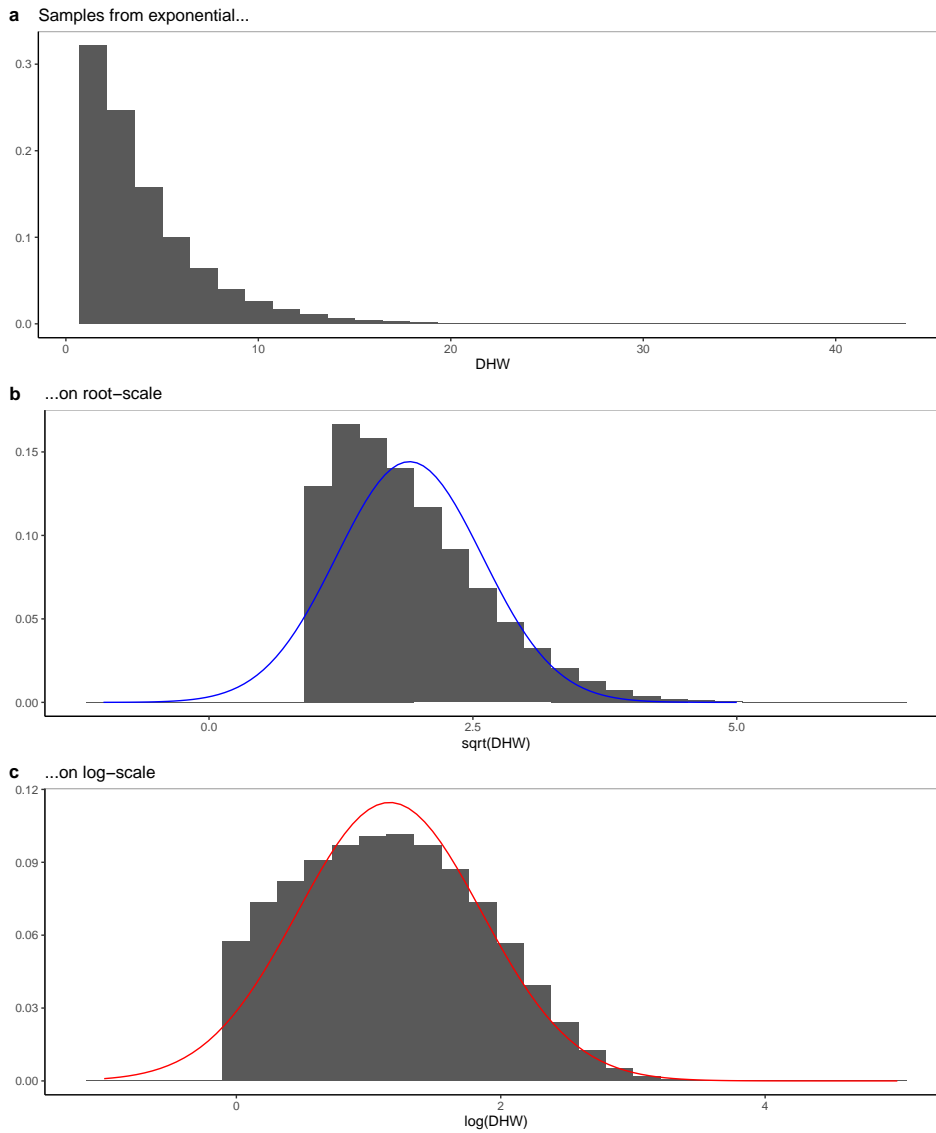 a Samples from exponential...
0.3
0.2
0.1
0.0
0 10 20 30 40
DHW
b ...on root−scale
0.15
0.10
0.05
0.00
0.0 2.5 5.0
sqrt(DHW)
c ...on log−scale
0.12
0.09
0.06
0.03
0.00
0 2 4
log(DHW)